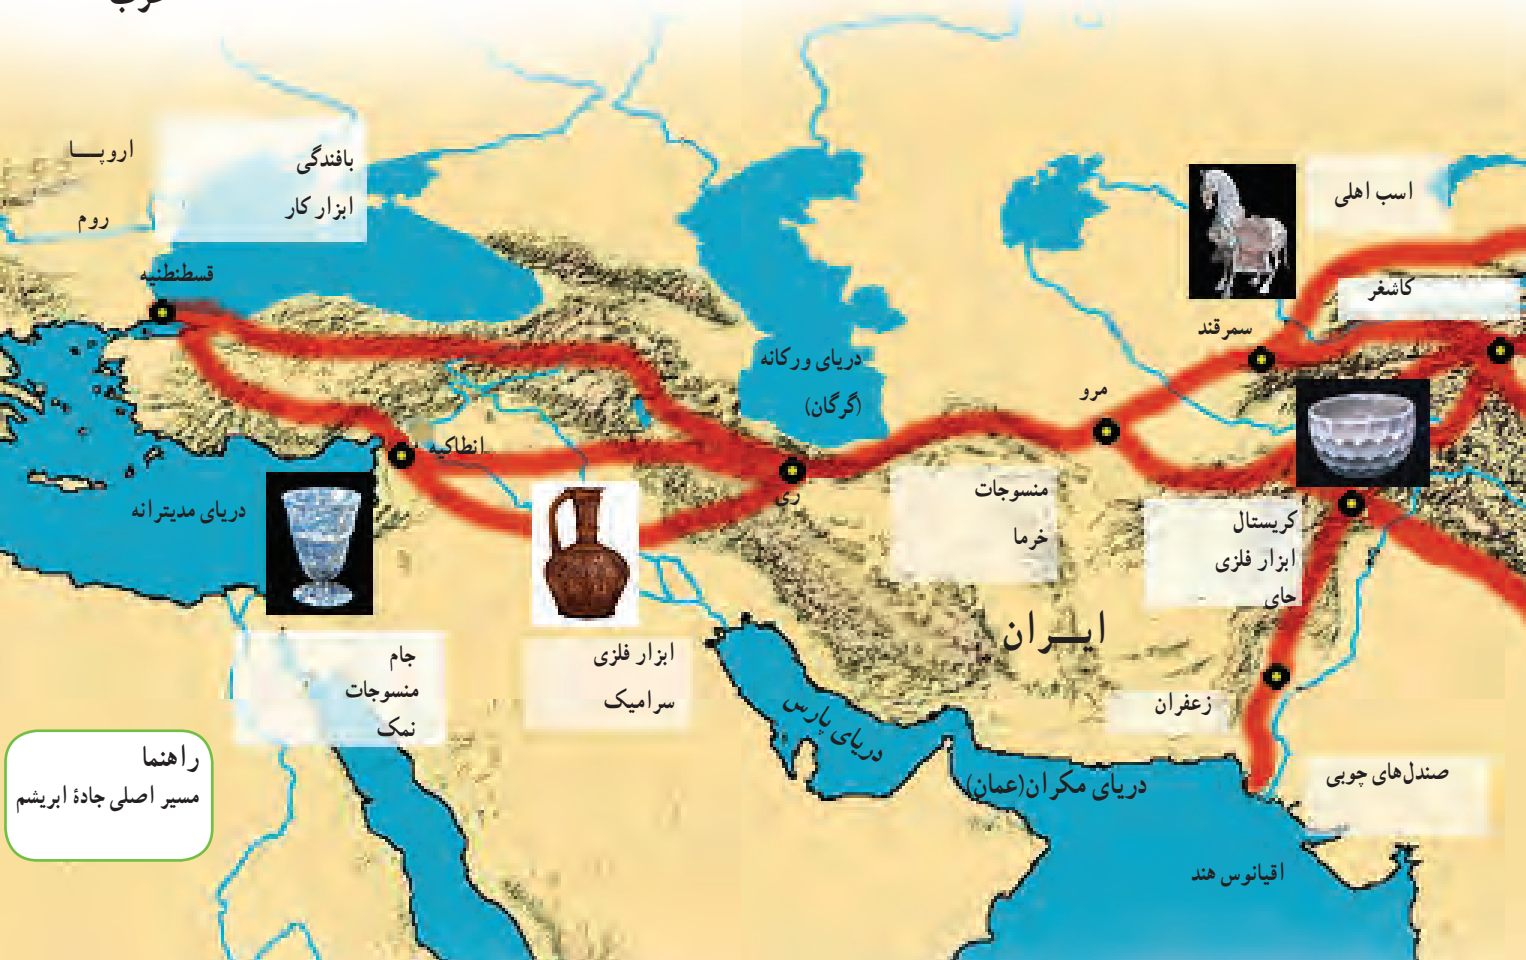 اروپا
روم
بافندگی
ابزار کار
قسطنطنیه
اسب اهلی
کاشغر
سمرقند
مرو
دریای ورکانه
(گرگان)
انطاکیه
ری
دریای مدیترانه
منسوجات
خرما
کریستال
ابزار فلزی
چای
ایران
جام
منسوجات
نمک
ابزار فلزی
سرامیک
زعفران
دریای پارس
دریای مکران(عمان)
صندل‌های چوبی
اقیانوس هند
راهنما
مسیر اصلی جادهٔ ابریشم